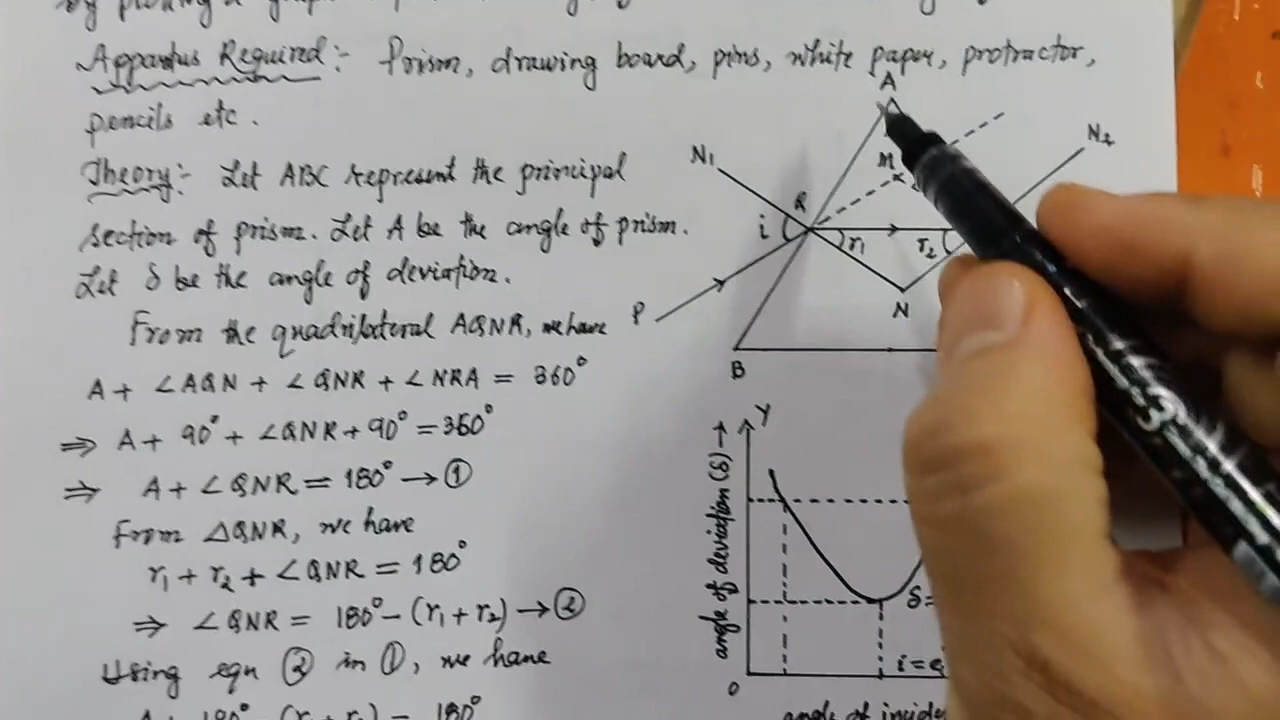 Apparatus Required:- Prism, drawing board, pins, white paper, protractor,
pencils etc.
Theory:- Let ABC represent the principal
section of prism. Let A be the angle of prism.
Let δ be the angle of deviation.
From the quadrilateral AQNR, we have
A + ∠AQN + ∠QNR + ∠NRA = 360°
⇒ A + 90° + ∠QNR + 90° = 360°
⇒ A + ∠QNR = 180° → ①
From △QNR, we have
r₁ + r₂ + ∠QNR = 180°
⇒ ∠QNR = 180° - (r₁ + r₂) → ②
Using eqn ② in ①, we have
A
N₁
M
N₂
Q
i
r₁
r₂
P
N
B
Y
angle of deviation (δ) →
δ=
i = e
O
angle of